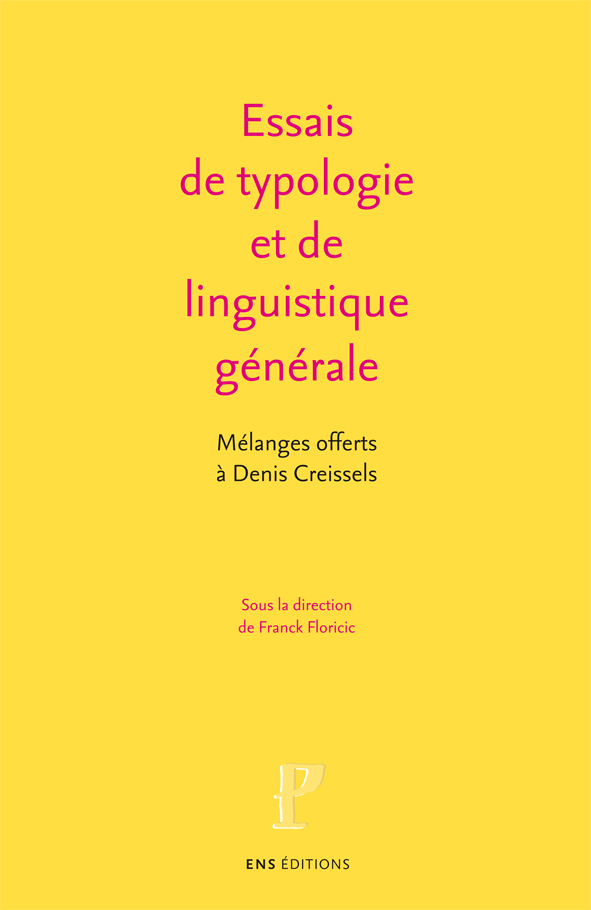 Essais
de typologie
et de
linguistique
générale
Mélanges offerts
à Denis Creissels
Sous la direction
de Franck Floricic
P
ENS ÉDITIONS